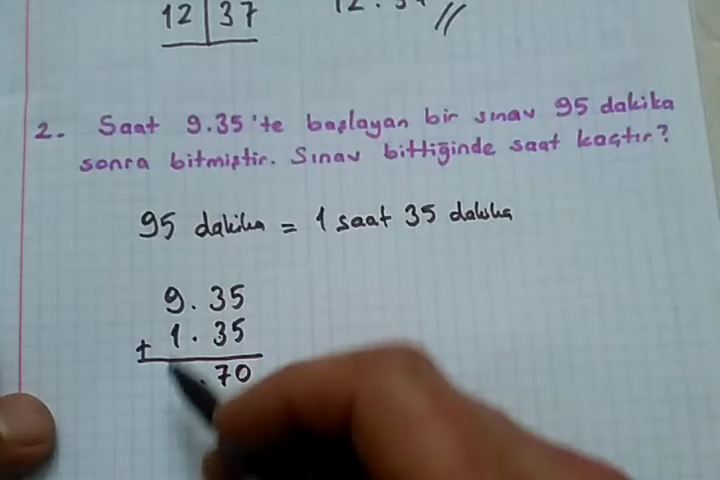 12 37
2. Saat 9.35'te başlayan bir sınav 95 dakika
sonra bitmiştir. Sınav bittiğinde saat kaçtır?
95 dakika = 1 saat 35 dakika
9.35
+ 1.35
.70